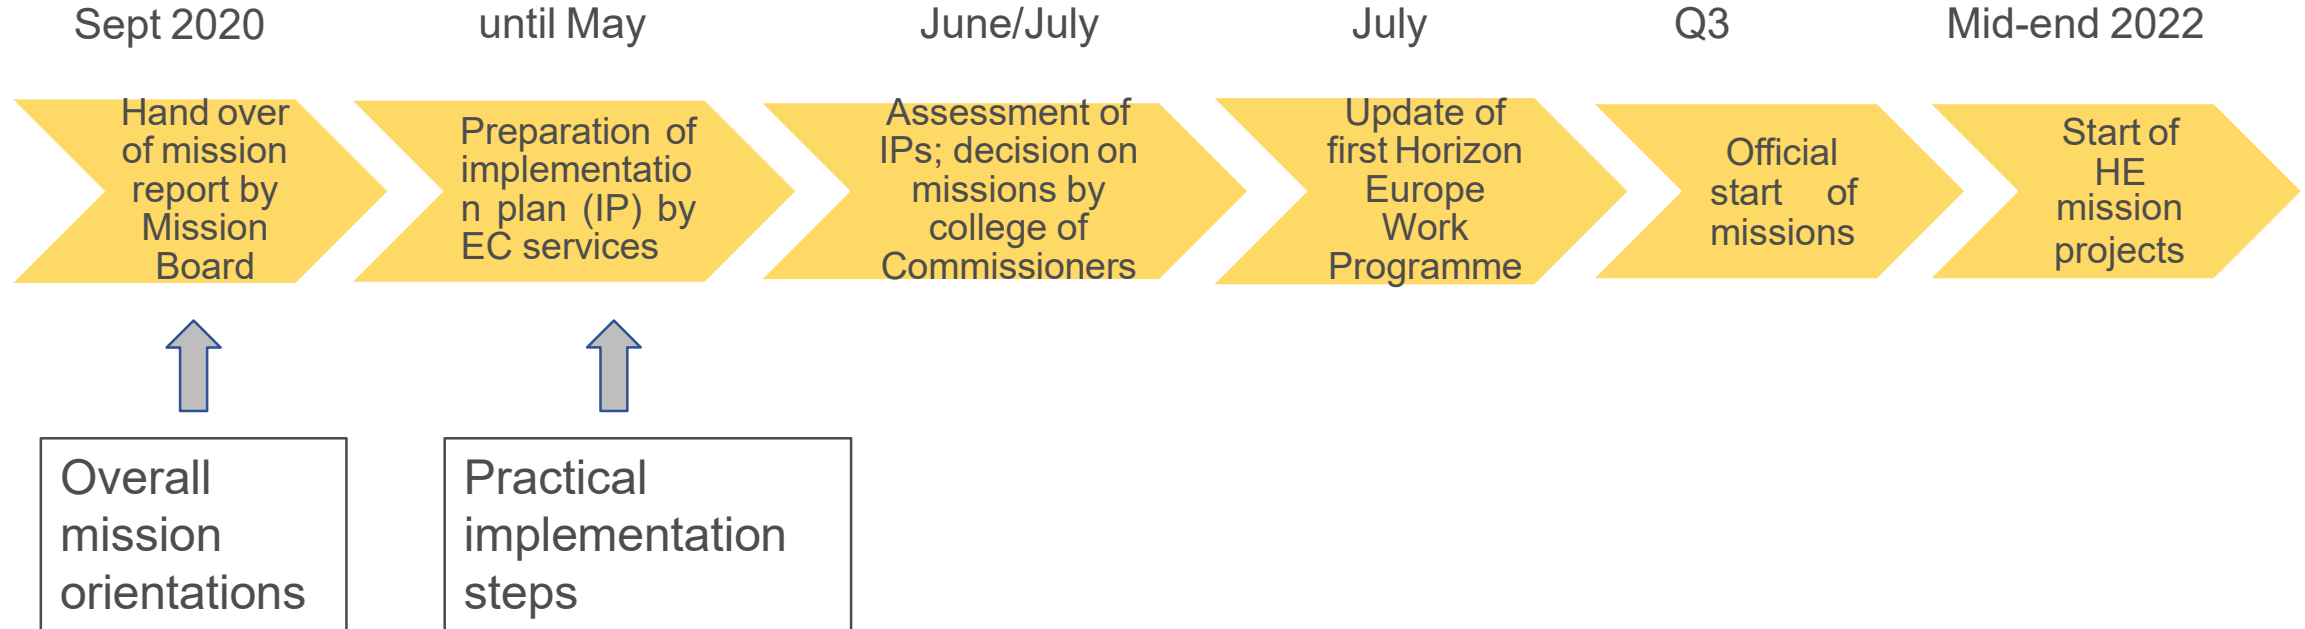 Sept 2020
until May
June/July
July
Q3
Mid-end 2022
Hand over
of mission
report by
Mission
Board
Preparation of
implementatio
n plan (IP) by
EC services
Assessment of
IPs; decision on
missions by
college of
Commissioners
Update of
first Horizon
Europe
Work
Programme
Official
start of
missions
Start of
HE
mission
projects
Overall
mission
orientations
Practical
implementation
steps